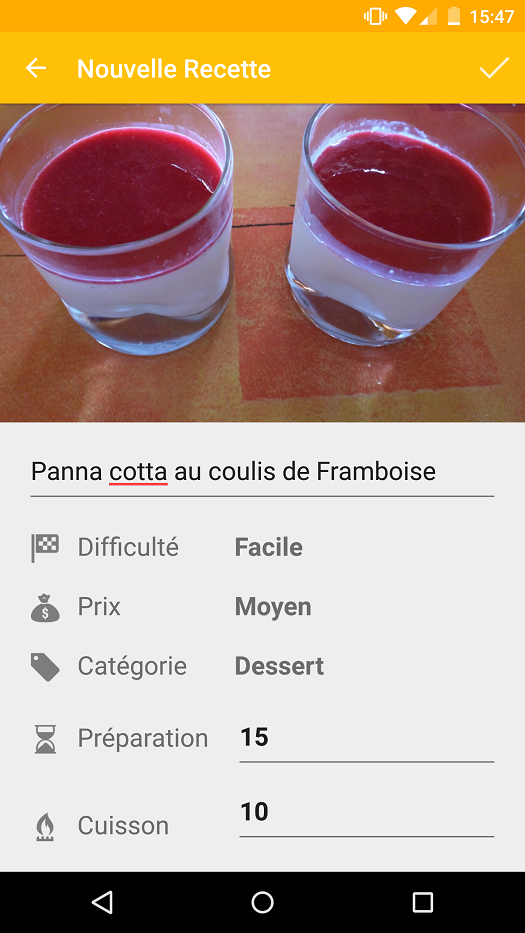 15:47
Nouvelle Recette
Panna cotta au coulis de Framboise
Difficulté Facile
Prix Moyen
Catégorie Dessert
Préparation 15
Cuisson 10